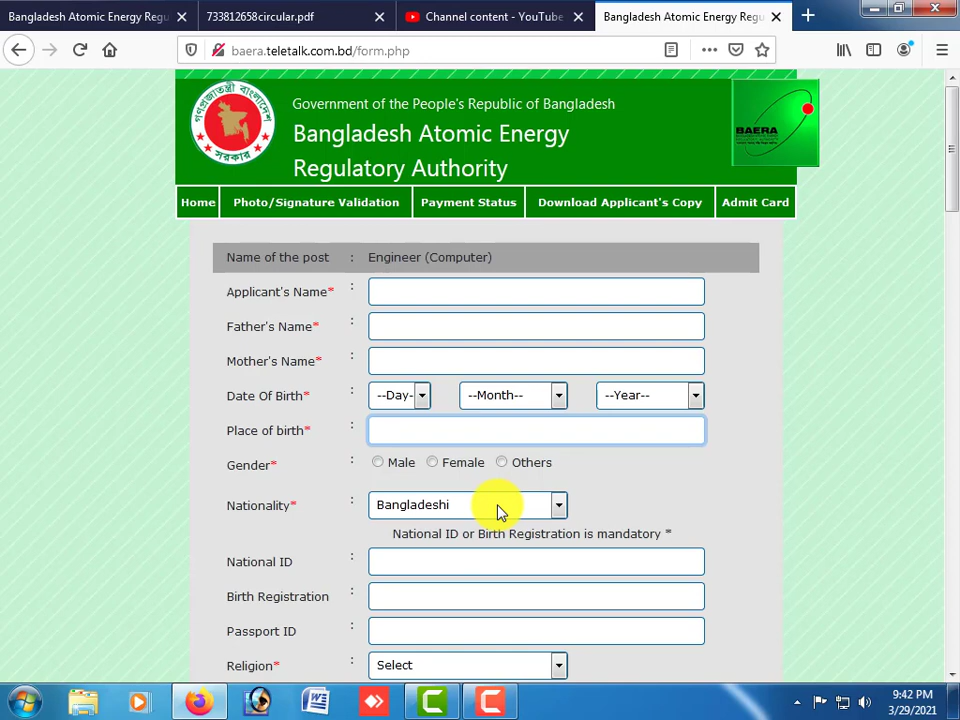 Bangladesh Atomic Energy Regu
733812658circular.pdf
Channel content - YouTube
Bangladesh Atomic Energy Regu
baera.teletalk.com.bd/form.php
গণপ্রজাতন্ত্রী বাংলাদেশ
সরকার
Government of the People's Republic of Bangladesh
Bangladesh Atomic Energy
Regulatory Authority
BAERA
Home
Photo/Signature Validation
Payment Status
Download Applicant's Copy
Admit Card
Name of the post : Engineer (Computer)
Applicant's Name* :
Father's Name* :
Mother's Name* :
Date Of Birth* : --Day- --Month-- --Year--
Place of birth* :
Gender* : Male Female Others
Nationality* : Bangladeshi
National ID or Birth Registration is mandatory *
National ID :
Birth Registration :
Passport ID :
Religion* : Select
9:42 PM
3/29/2021